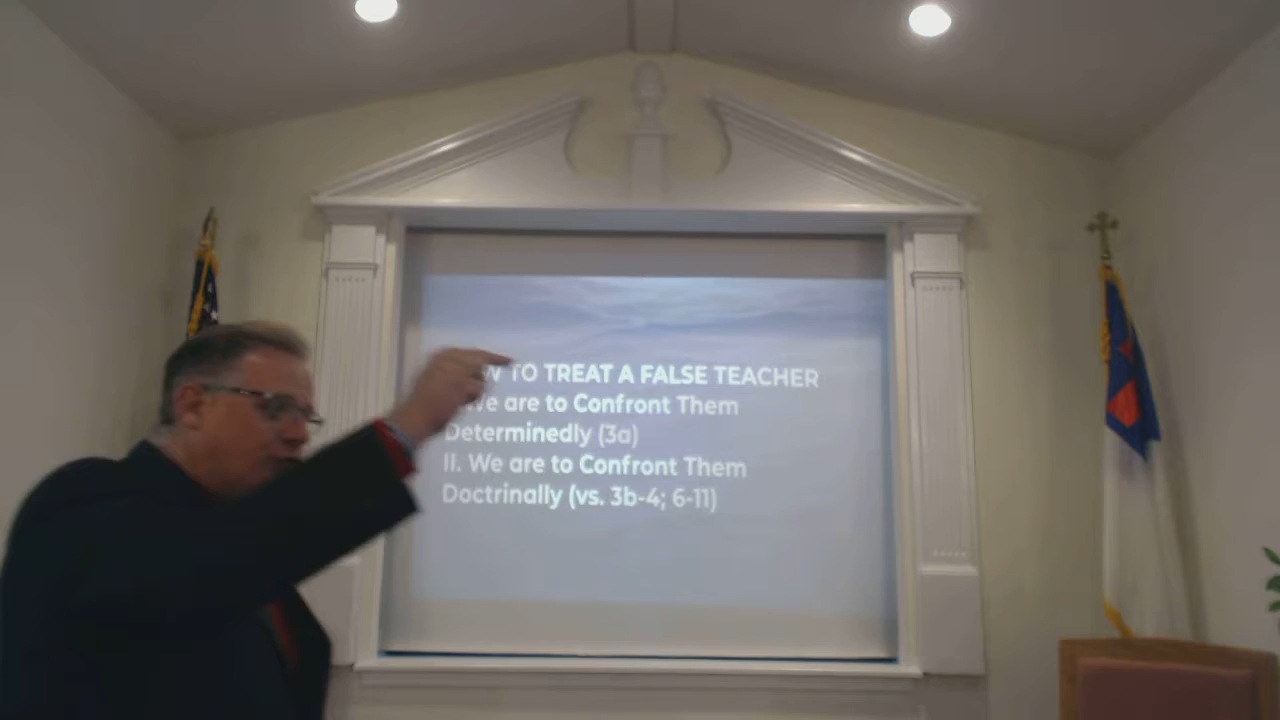 W TO TREAT A FALSE TEACHER
We are to Confront Them
Determinedly (3a)
II. We are to Confront Them
Doctrinally (vs. 3b-4; 6-11)